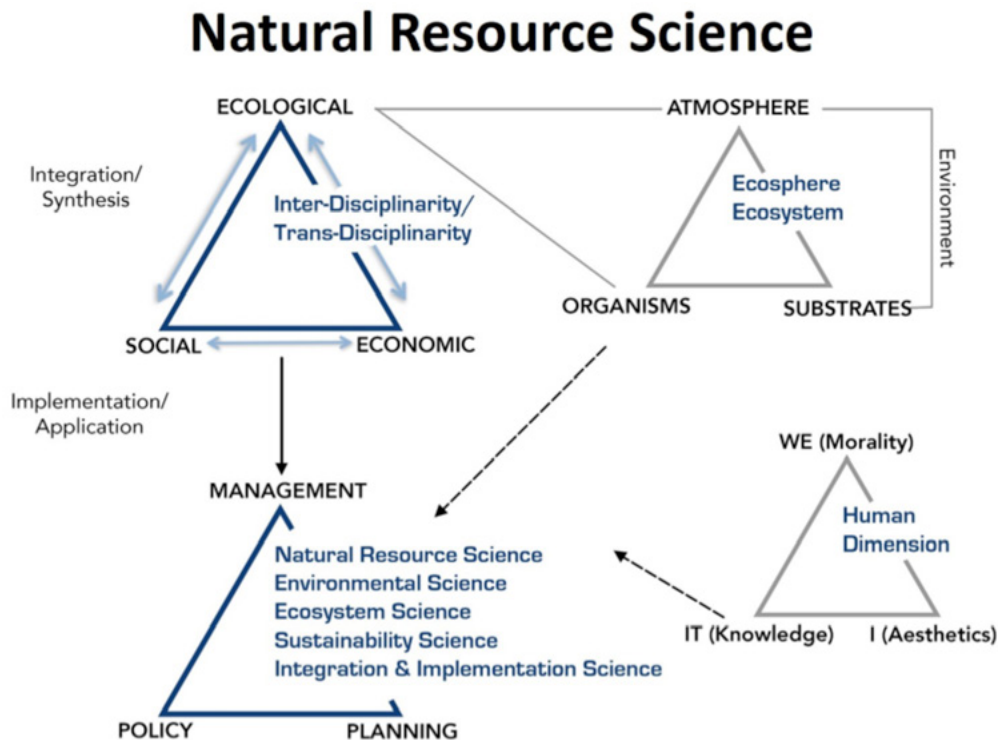 Natural Resource Science
ECOLOGICAL
ATMOSPHERE
Integration/
Synthesis
Inter-Disciplinarity/
Trans-Disciplinarity
Ecosphere
Ecosystem
Environment
ORGANISMS
SUBSTRATES
SOCIAL
ECONOMIC
Implementation/
Application
MANAGEMENT
WE (Morality)
Human
Dimension
Natural Resource Science
Environmental Science
Ecosystem Science
Sustainability Science
Integration & Implementation Science
IT (Knowledge)
I (Aesthetics)
POLICY
PLANNING